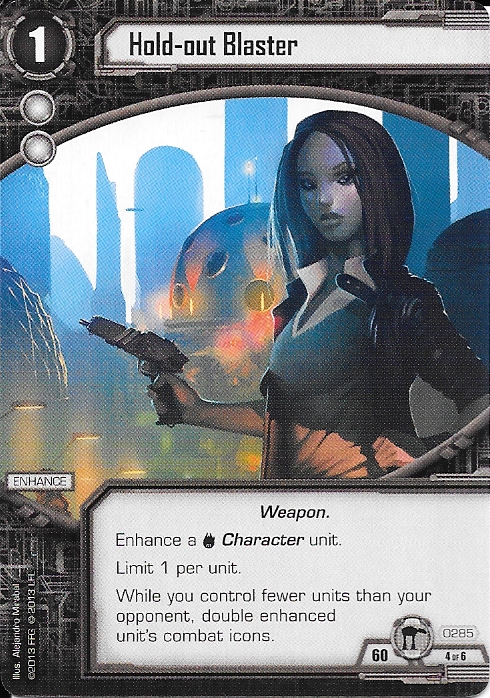 1
Hold-out Blaster
ENHANCE
Weapon.
Enhance a Character unit.
Limit 1 per unit.
While you control fewer units than your
opponent, double enhanced
unit's combat icons.
0285
60
4 of 6
Illus. Alejandro Mirabal
©2013 FFG ©2013 LFL